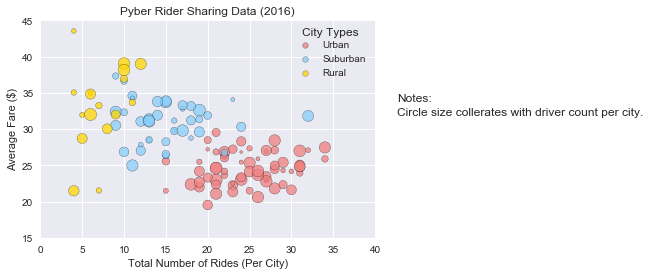 Pyber Rider Sharing Data (2016)
45
40
35
30
25
20
15
Average Fare ($)
0 5 10 15 20 25 30 35 40
Total Number of Rides (Per City)
City Types
Urban
Suburban
Rural
Notes:
Circle size collerates with driver count per city.